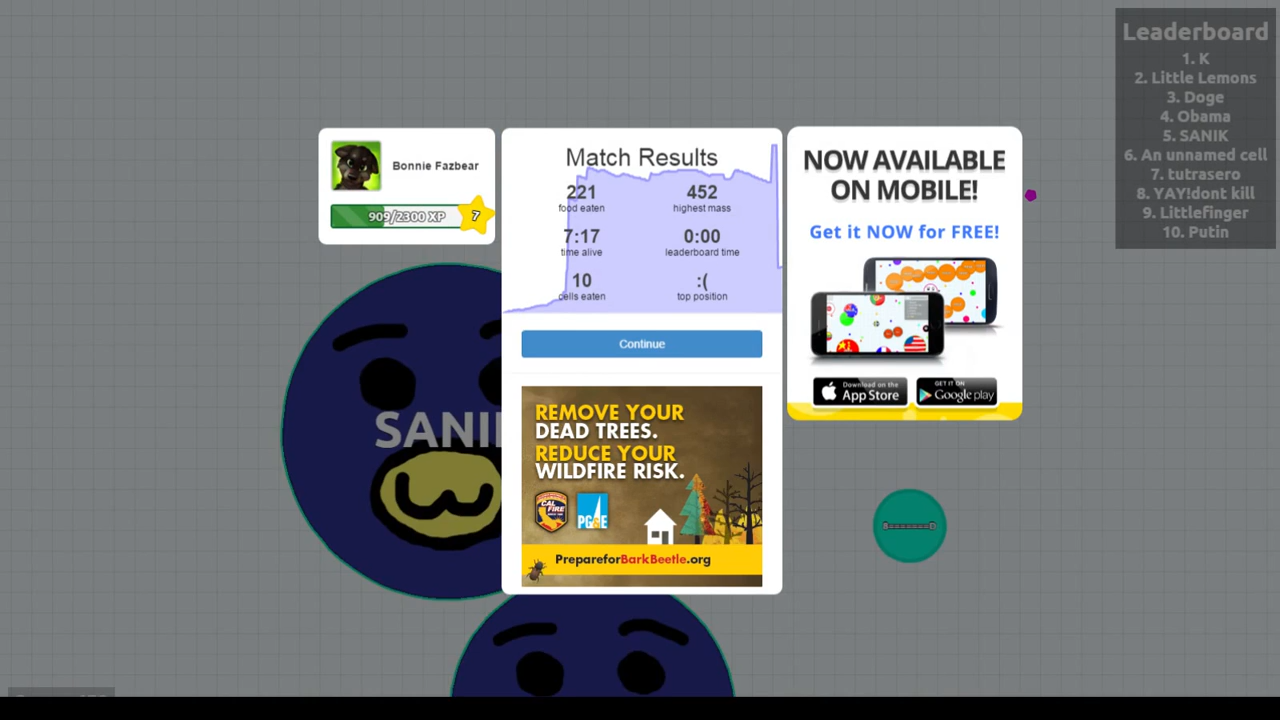 Leaderboard
1. K
2. Little Lemons
3. Doge
4. Obama
5. SANIK
6. An unnamed cell
7. tutrasero
8. YAY!dont kill
9. Littlefinger
10. Putin
Bonnie Fazbear
909/2300 XP
7
Match Results
221
food eaten
452
highest mass
7:17
time alive
0:00
leaderboard time
10
cells eaten
:(
top position
Continue
NOW AVAILABLE
ON MOBILE!
Get it NOW for FREE!
Download on the
App Store
GET IT ON
Google play
SANI
REMOVE YOUR
DEAD TREES.
REDUCE YOUR
WILDFIRE RISK.
CAL
FIRE
PG&E
PrepareforBarkBeetle.org